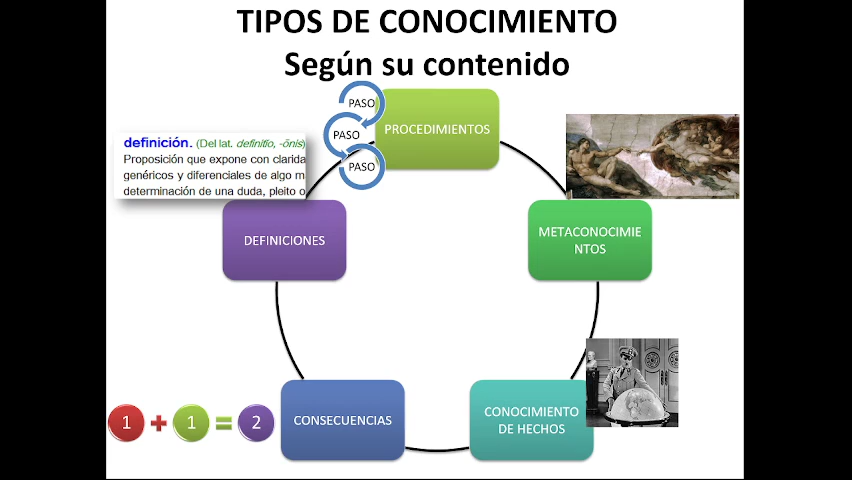 TIPOS DE CONOCIMIENTO
Según su contenido
PASO
PASO
PASO
PROCEDIMIENTOS
definición. (Del lat. definitĭo, -ōnis)
Proposición que expone con clarida
genéricos y diferenciales de algo m
determinación de una duda, pleito o
DEFINICIONES
METACONOCIMIE
NTOS
CONSECUENCIAS
CONOCIMIENTO
DE HECHOS
1 + 1 = 2